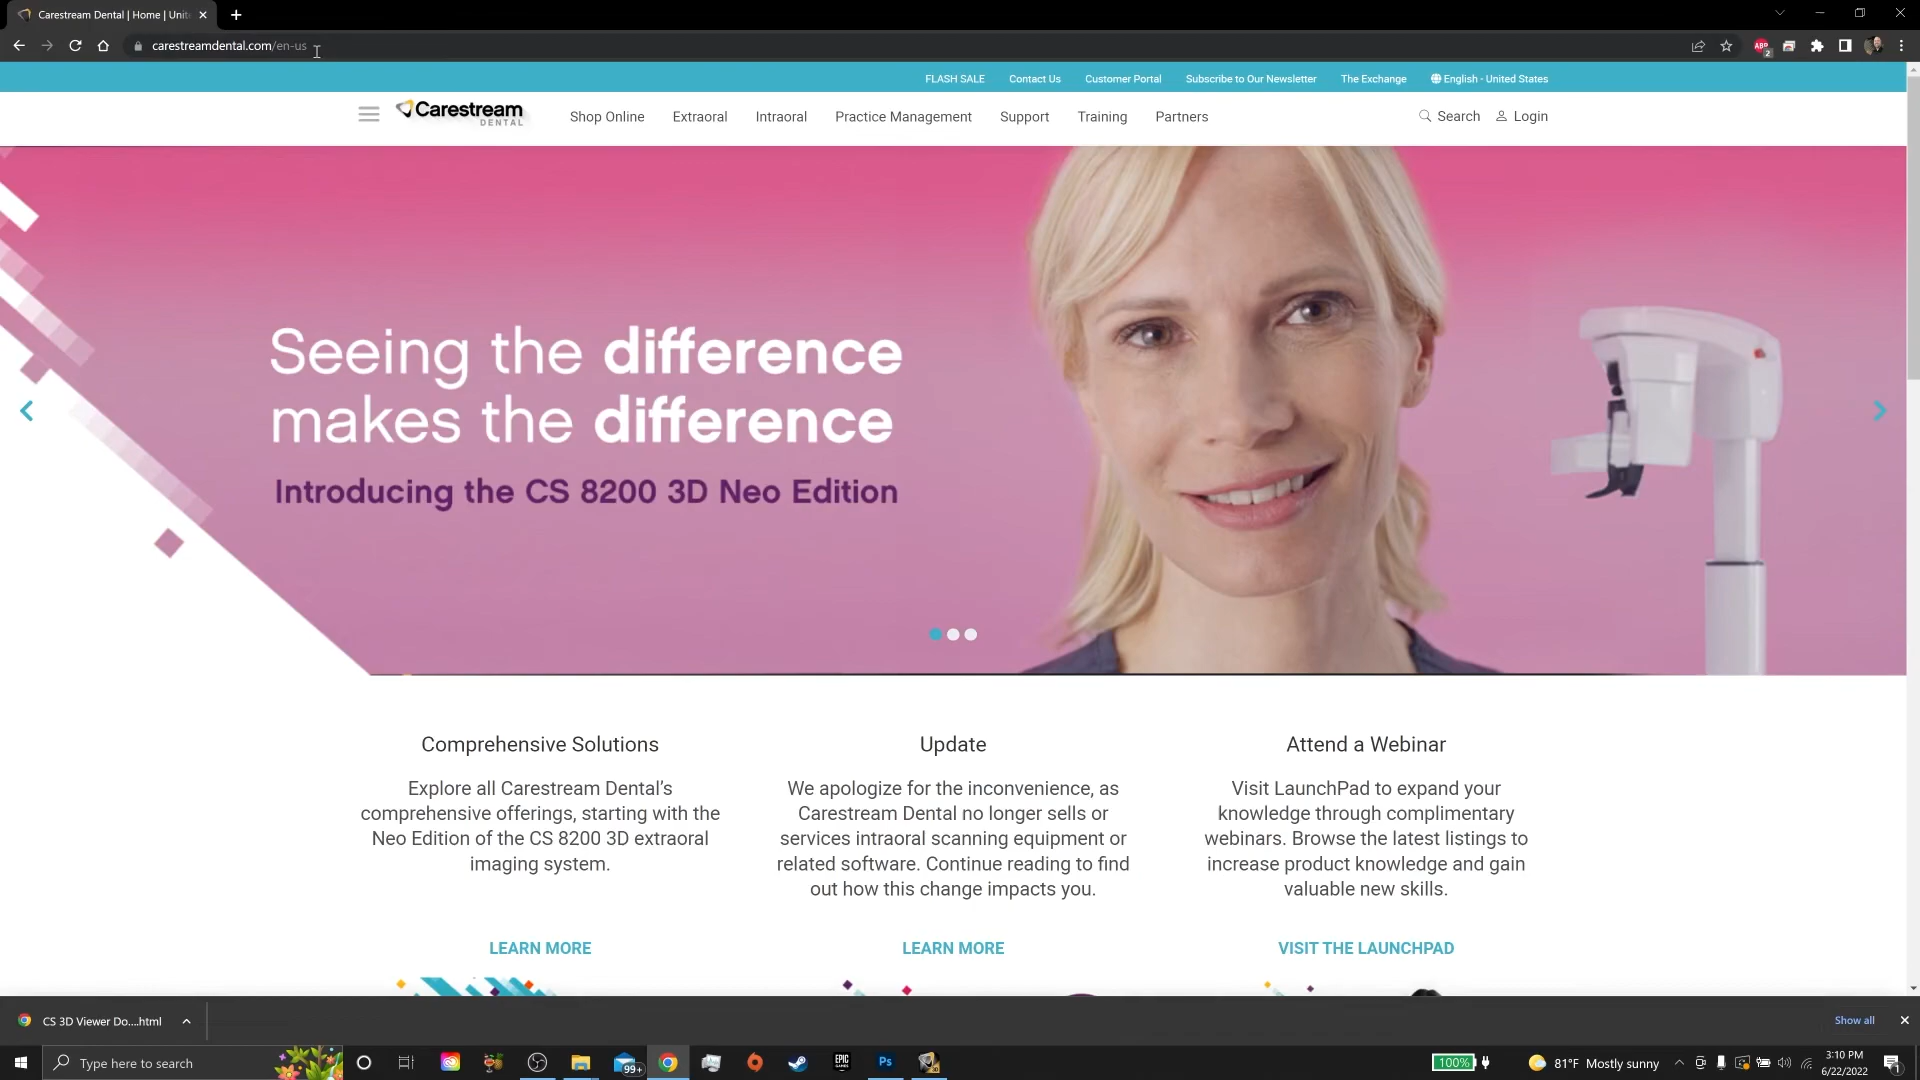 Carestream Dental | Home | Unit
carestreamdental.com/en-us
ABP
2
FLASH SALE
Contact Us
Customer Portal
Subscribe to Our Newsletter
The Exchange
English - United States
Carestream
DENTAL
Shop Online
Extraoral
Intraoral
Practice Management
Support
Training
Partners
Search
Login
Seeing the difference
makes the difference
Introducing the CS 8200 3D Neo Edition
Comprehensive Solutions
Explore all Carestream Dental's
comprehensive offerings, starting with the
Neo Edition of the CS 8200 3D extraoral
imaging system.
LEARN MORE
Update
We apologize for the inconvenience, as
Carestream Dental no longer sells or
services intraoral scanning equipment or
related software. Continue reading to find
out how this change impacts you.
LEARN MORE
Attend a Webinar
Visit LaunchPad to expand your
knowledge through complimentary
webinars. Browse the latest listings to
increase product knowledge and gain
valuable new skills.
VISIT THE LAUNCHPAD
CS 3D Viewer Do....html
Show all
Type here to search
99+
EPIC
GAMES
Ps
3D
100%
81°F Mostly sunny
3:10 PM
6/22/2022
1